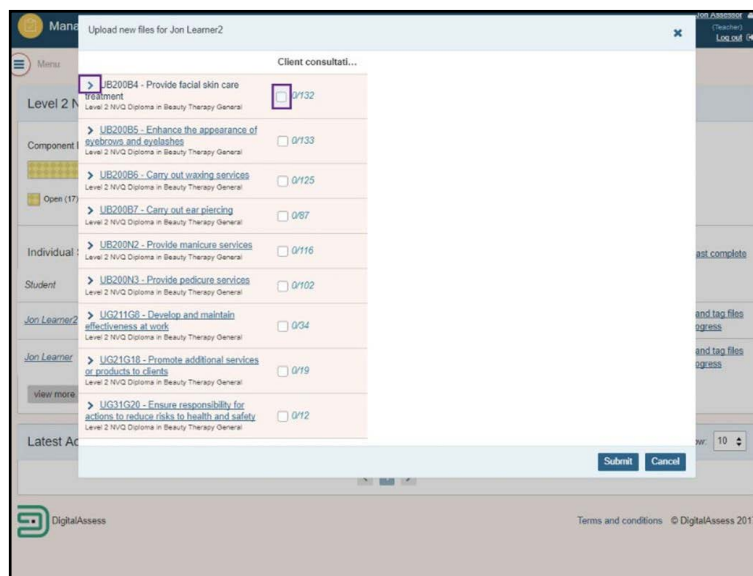 Mana
Jon Assessor
(Teacher)
Log out
Menu
Upload new files for Jon Learner2
Client consultati...
UB200B4 - Provide facial skin care
treatment
Level 2 NVQ Diploma in Beauty Therapy General
0/132
UB200B5 - Enhance the appearance of
eyebrows and eyelashes
Level 2 NVQ Diploma in Beauty Therapy General
0/133
UB200B6 - Carry out waxing services
Level 2 NVQ Diploma in Beauty Therapy General
0/125
UB200B7 - Carry out ear piercing
Level 2 NVQ Diploma in Beauty Therapy General
0/87
UB200N2 - Provide manicure services
Level 2 NVQ Diploma in Beauty Therapy General
0/116
UB200N3 - Provide pedicure services
Level 2 NVQ Diploma in Beauty Therapy General
0/102
UG211G8 - Develop and maintain
effectiveness at work
Level 2 NVQ Diploma in Beauty Therapy General
0/34
UG21G18 - Promote additional services
or products to clients
Level 2 NVQ Diploma in Beauty Therapy General
0/19
UG31G20 - Ensure responsibility for
actions to reduce risks to health and safety
Level 2 NVQ Diploma in Beauty Therapy General
0/12
Submit Cancel
Level 2 N
Component
Open (17)
Individual
ast complete
Student
Jon Learner2
and tag files
ogress
Jon Learner
and tag files
ogress
view more
Latest Ac
10
DigitalAssess
Terms and conditions © DigitalAssess 201